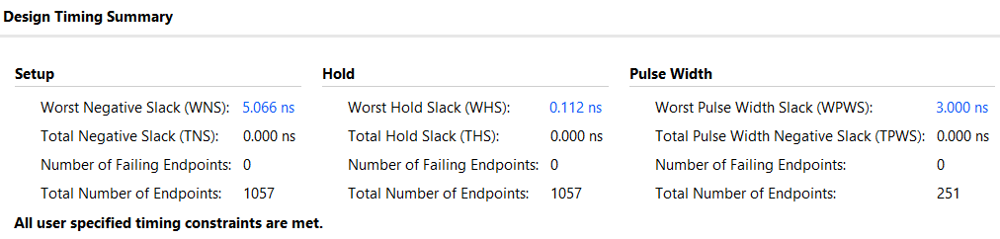 Design Timing Summary
Setup Hold Pulse Width
Worst Negative Slack (WNS): 5.066 ns Worst Hold Slack (WHS): 0.112 ns Worst Pulse Width Slack (WPWS): 3.000 ns
Total Negative Slack (TNS): 0.000 ns Total Hold Slack (THS): 0.000 ns Total Pulse Width Negative Slack (TPWS): 0.000 ns
Number of Failing Endpoints: 0 Number of Failing Endpoints: 0 Number of Failing Endpoints: 0
Total Number of Endpoints: 1057 Total Number of Endpoints: 1057 Total Number of Endpoints: 251
All user specified timing constraints are met.